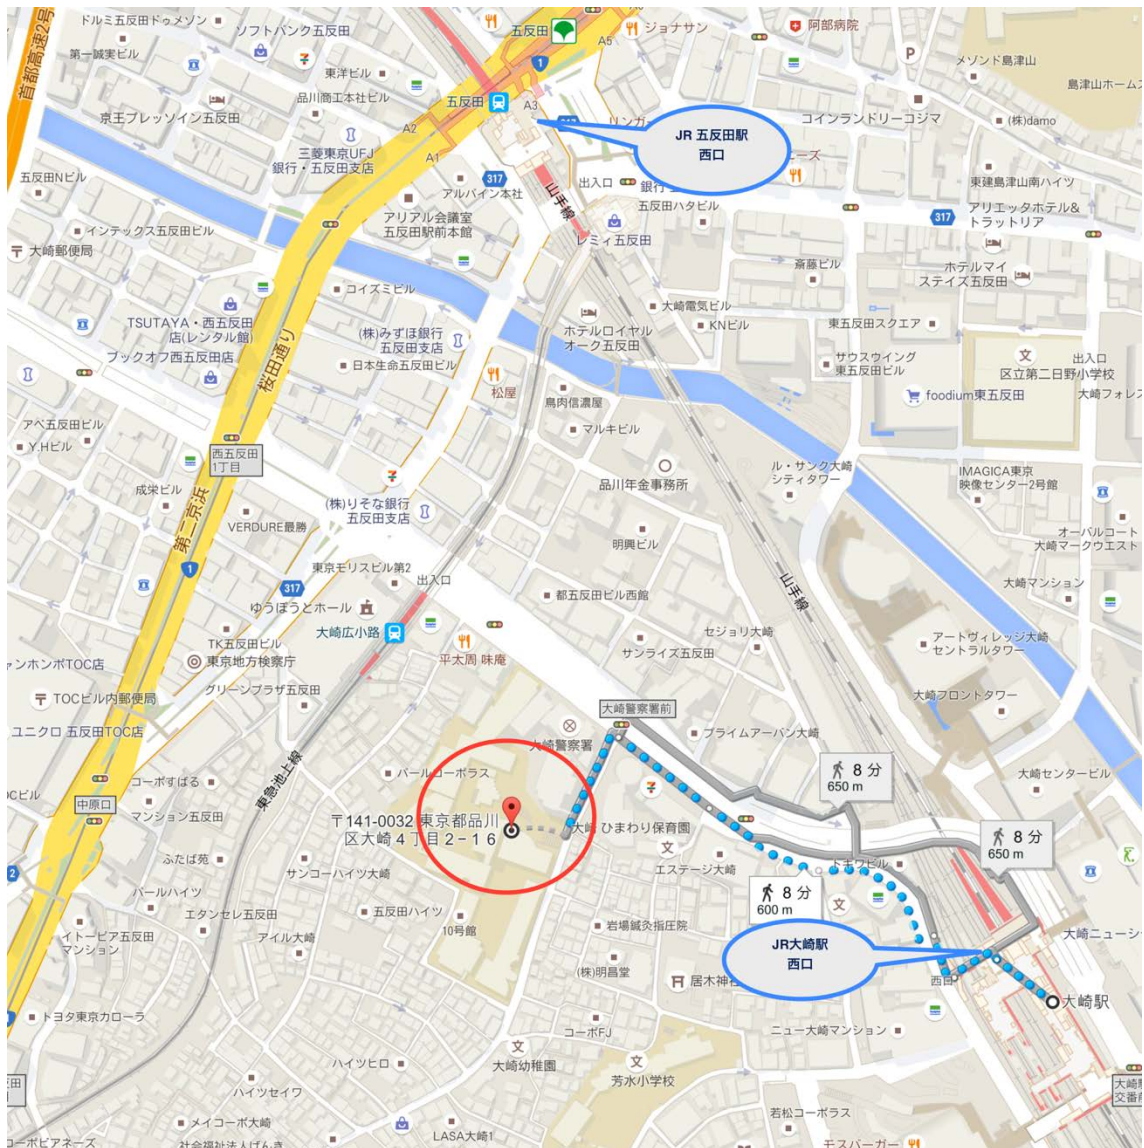 首都高速2号
ドルミ五反田ドゥメゾン
ソフトバンク五反田
五反田
ジョナサン
阿部病院
第一誠実ビル
A5
1
メゾンド島津山
島津山ホームズ
東洋ビル
京王プレッソイン五反田
品川商工本社ビル
五反田
A3
A2
A1
317
JR 五反田駅
西口
コインランドリーコジマ
(株)damo
三菱東京UFJ
銀行・五反田支店
五反田Nビル
アルバイン本社
317
山手線
出入口
五反田ハタビル
東建島津山南ハイツ
アリエッタホテル&
トラットリア
317
インテックス五反田ビル
大崎郵便局
アリアル会議室
五反田駅前本館
レミィ五反田
斎藤ビル
ホテルマイ
ステイズ五反田
コイズミビル
TSUTAYA・西五反田
店(レンタル館)
ブックオフ西五反田店
桜田通り
(株)みずほ銀行
五反田支店
日本生命五反田ビル
大崎電気ビル
KNビル
ホテルロイヤル
オーク五反田
東五反田スクエア
サウスウイング
東五反田ビル
出入口
区立第二日野小学校
foodium東五反田
大崎フォレス
松屋
鳥肉信濃屋
マルキビル
アベ五反田ビル
Y.Hビル
西五反田
1丁目
成栄ビル
第二京浜
1
VERDURE最勝
(株)りそな銀行
五反田支店
品川年金事務所
ル・サンク大崎
シティタワー
IMAGICA東京
映像センター2号館
オーバルコート
大崎マークウエスト
明興ビル
山手線
東京モリスビル第2
出入口
317
ゆうぽうとホール
大崎広小路
都五反田ビル西館
大崎マンション
TK五反田ビル
東京地方検察庁
ャンホンポTOC店
平太周 味庵
サンライズ五反田
セジョリ大崎
アートヴィレッジ大崎
セントラルタワー
大崎フロントタワー
グリーンプラザ五反田
TOCビル内郵便局
ユニクロ 五反田TOC店
大崎警察署前
大崎警察署
プライムアーバン大崎
東急池上線
コーポすばる
パールコーポラス
中原口
マンション五反田
8 分
650 m
大崎センタービル
〒141-0032 東京都品川
区大崎4丁目2−16
大崎 ひまわり保育園
8 分
650 m
ふたば苑
パールハイツ
サンコーハイツ大崎
エステージ大崎
トキワビル
8 分
600 m
2
エタンセレ五反田
イトーピア五反田
マンション
五反田ハイツ
10号館
アイル大崎
岩場鍼灸指圧院
(株)明昌堂
JR大崎駅
西口
大崎ニューシ
居木神社
西口
大崎駅
トヨタ東京カローラ
コーポFJ
ニュー大崎マンション
ハイツヒロ
大崎幼稚園
芳水小学校
ハイツセイワ
メイコーポ大崎
若松コーポラス
LASA大崎1
モスバーガー